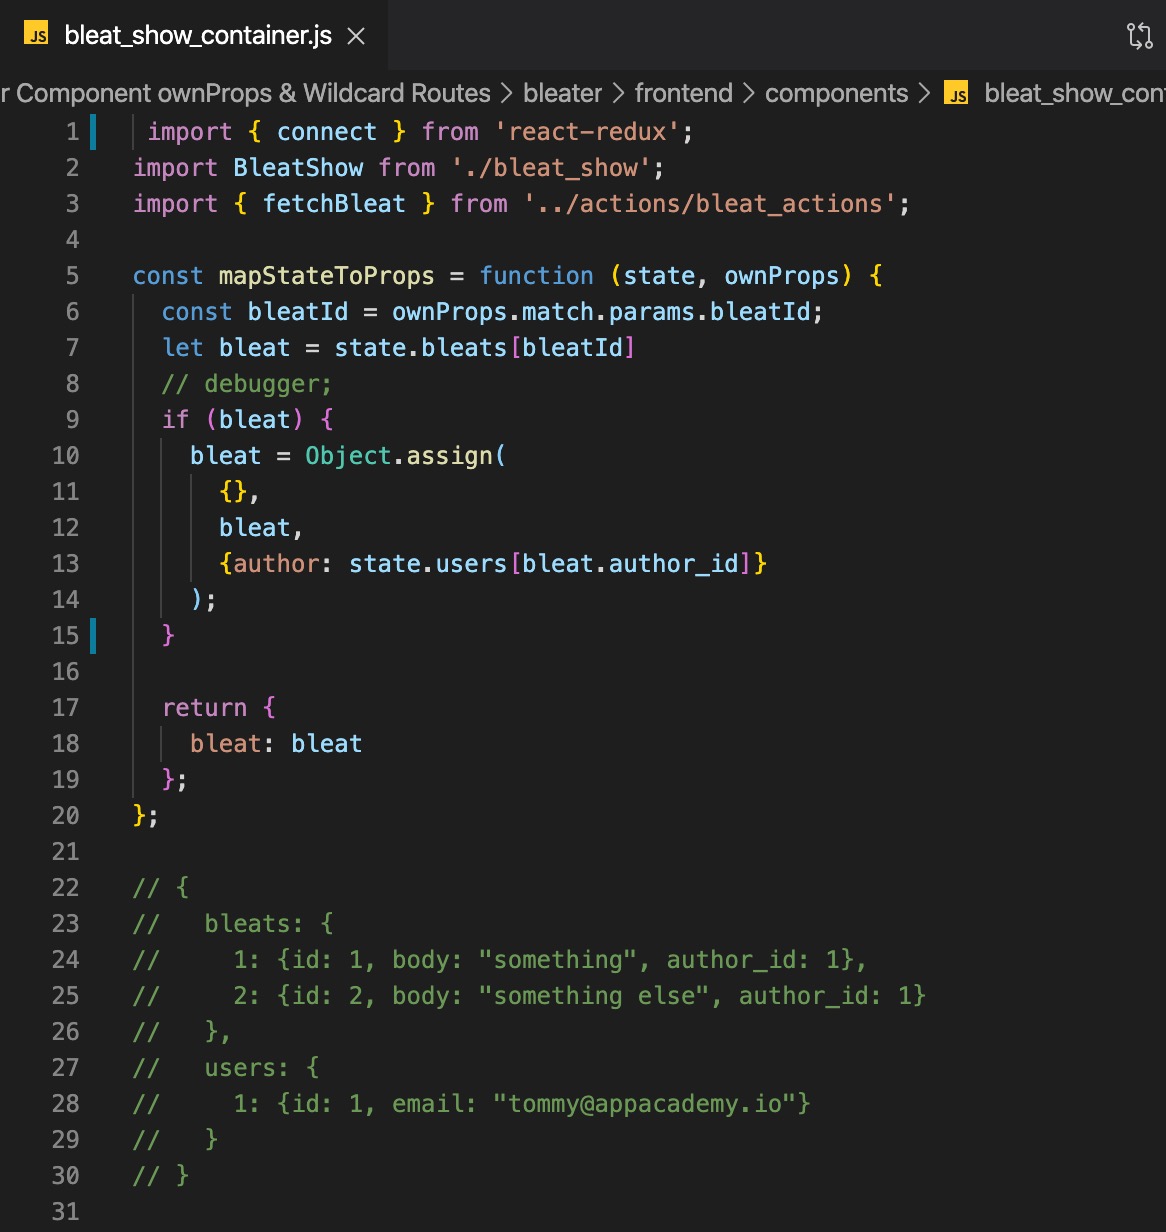 JS bleat_show_container.js
r Component ownProps & Wildcard Routes > bleater > frontend > components > JS bleat_show_cont
1 import { connect } from 'react-redux';
2 import BleatShow from './bleat_show';
3 import { fetchBleat } from '../actions/bleat_actions';
4
5 const mapStateToProps = function (state, ownProps) {
6   const bleatId = ownProps.match.params.bleatId;
7   let bleat = state.bleats[bleatId]
8   // debugger;
9   if (bleat) {
10     bleat = Object.assign(
11       {},
12       bleat,
13       {author: state.users[bleat.author_id]}
14     );
15   }
16
17   return {
18     bleat: bleat
19   };
20 };
21
22 // {
23 //   bleats: {
24 //     1: {id: 1, body: "something", author_id: 1},
25 //     2: {id: 2, body: "something else", author_id: 1}
26 //   },
27 //   users: {
28 //     1: {id: 1, email: "tommy@appacademy.io"}
29 //   }
30 // }
31